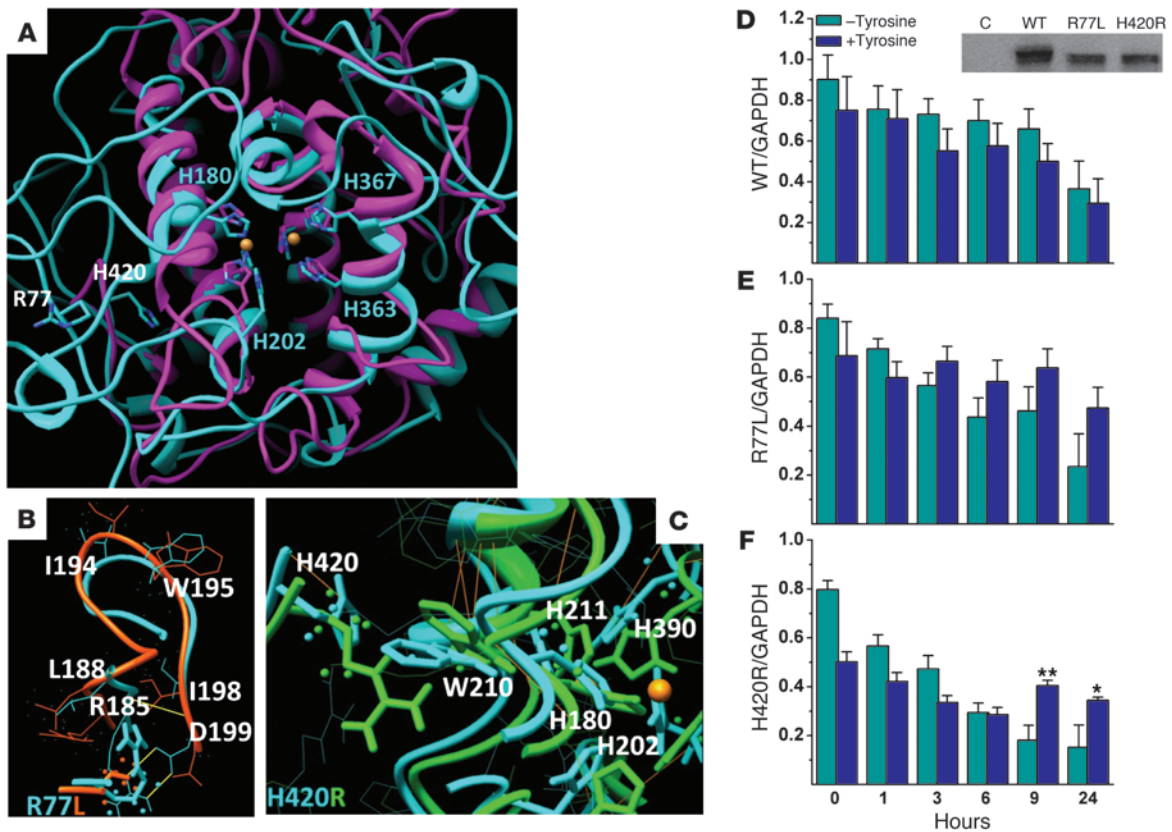 A
H180
H367
H420
R77
H363
H202
B
I194
W195
L188
R185
I198
D199
R77L
C
H420
H211
H390
W210
H180
H202
H420R
D
–Tyrosine
+Tyrosine
C WT R77L H420R
WT/GAPDH
1.2
1.0
0.8
0.6
0.4
0.2
E
R77L/GAPDH
1.0
0.8
0.6
0.4
0.2
F
H420R/GAPDH
1.0
0.8
0.6
0.4
0.2
** *
0 1 3 6 9 24
Hours